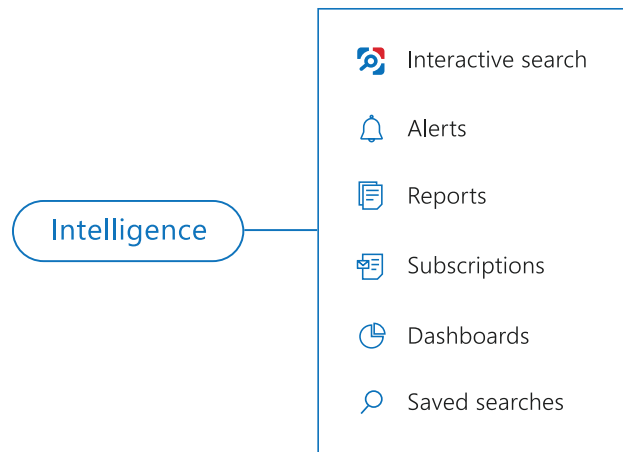 Intelligence
Interactive search
Alerts
Reports
Subscriptions
Dashboards
Saved searches